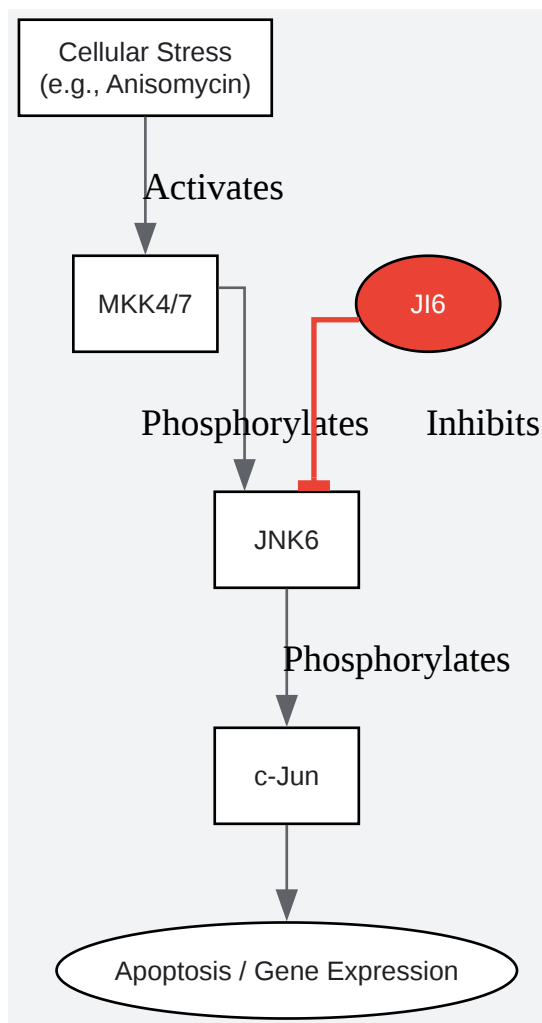 Cellular Stress
(e.g., Anisomycin)
Activates
MKK4/7
JI6
Phosphorylates
Inhibits
JNK6
Phosphorylates
c-Jun
Apoptosis / Gene Expression